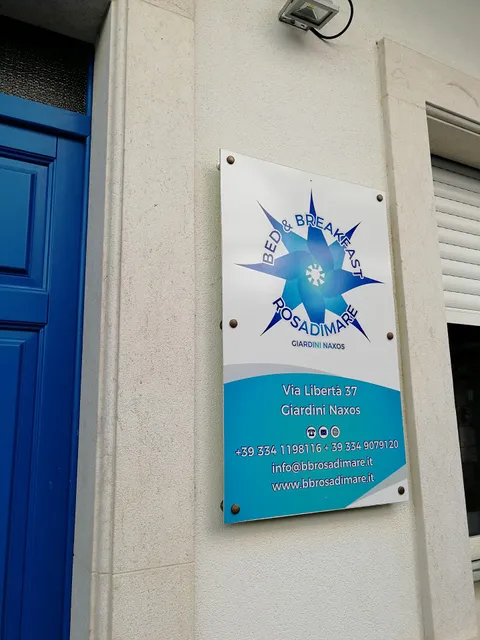 BED & BREAKFAST
ROSADIMARE
GIARDINI NAXOS
Via Libertà 37
Giardini Naxos
+39 334 1198116 - +39 334 9079120
info@bbrosadimare.it
www.bbrosadimare.it